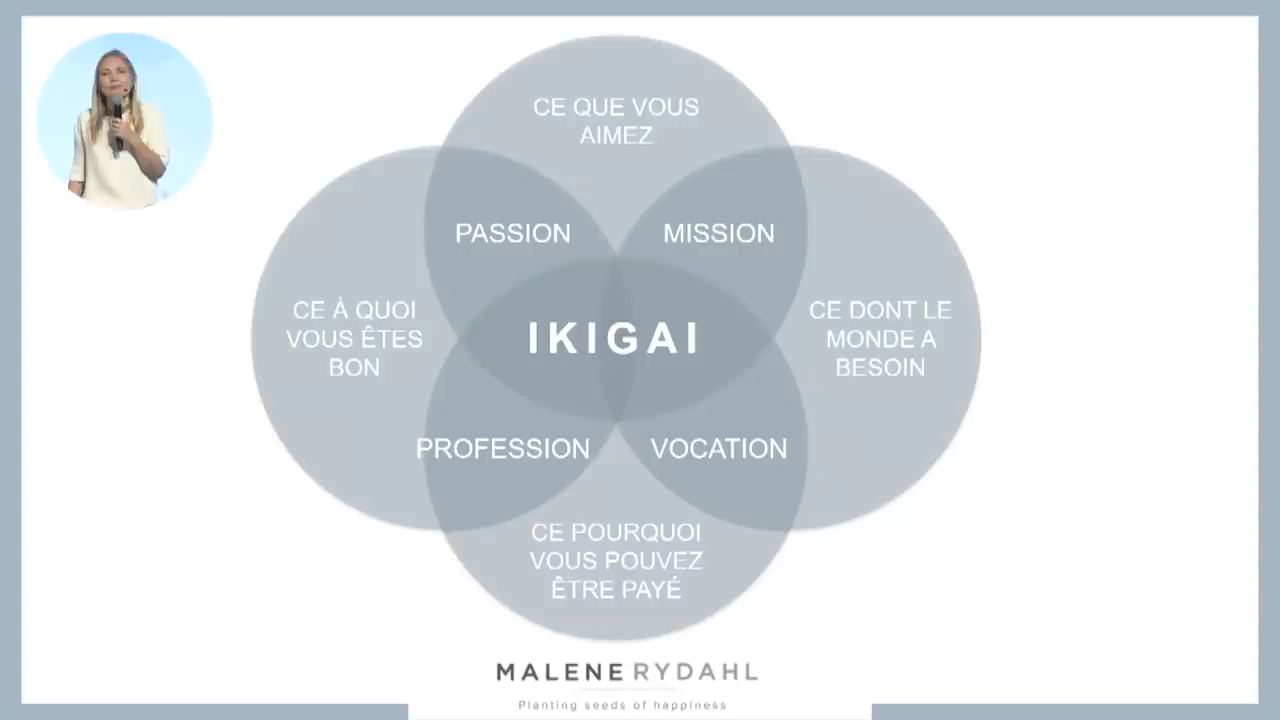 CE QUE VOUS
AIMEZ
PASSION
MISSION
CE À QUOI
VOUS ÊTES
BON
IKIGAI
CE DONT LE
MONDE A
BESOIN
PROFESSION
VOCATION
CE POURQUOI
VOUS POUVEZ
ÊTRE PAYÉ
MALENE RYDAHL
Planting seeds of happiness